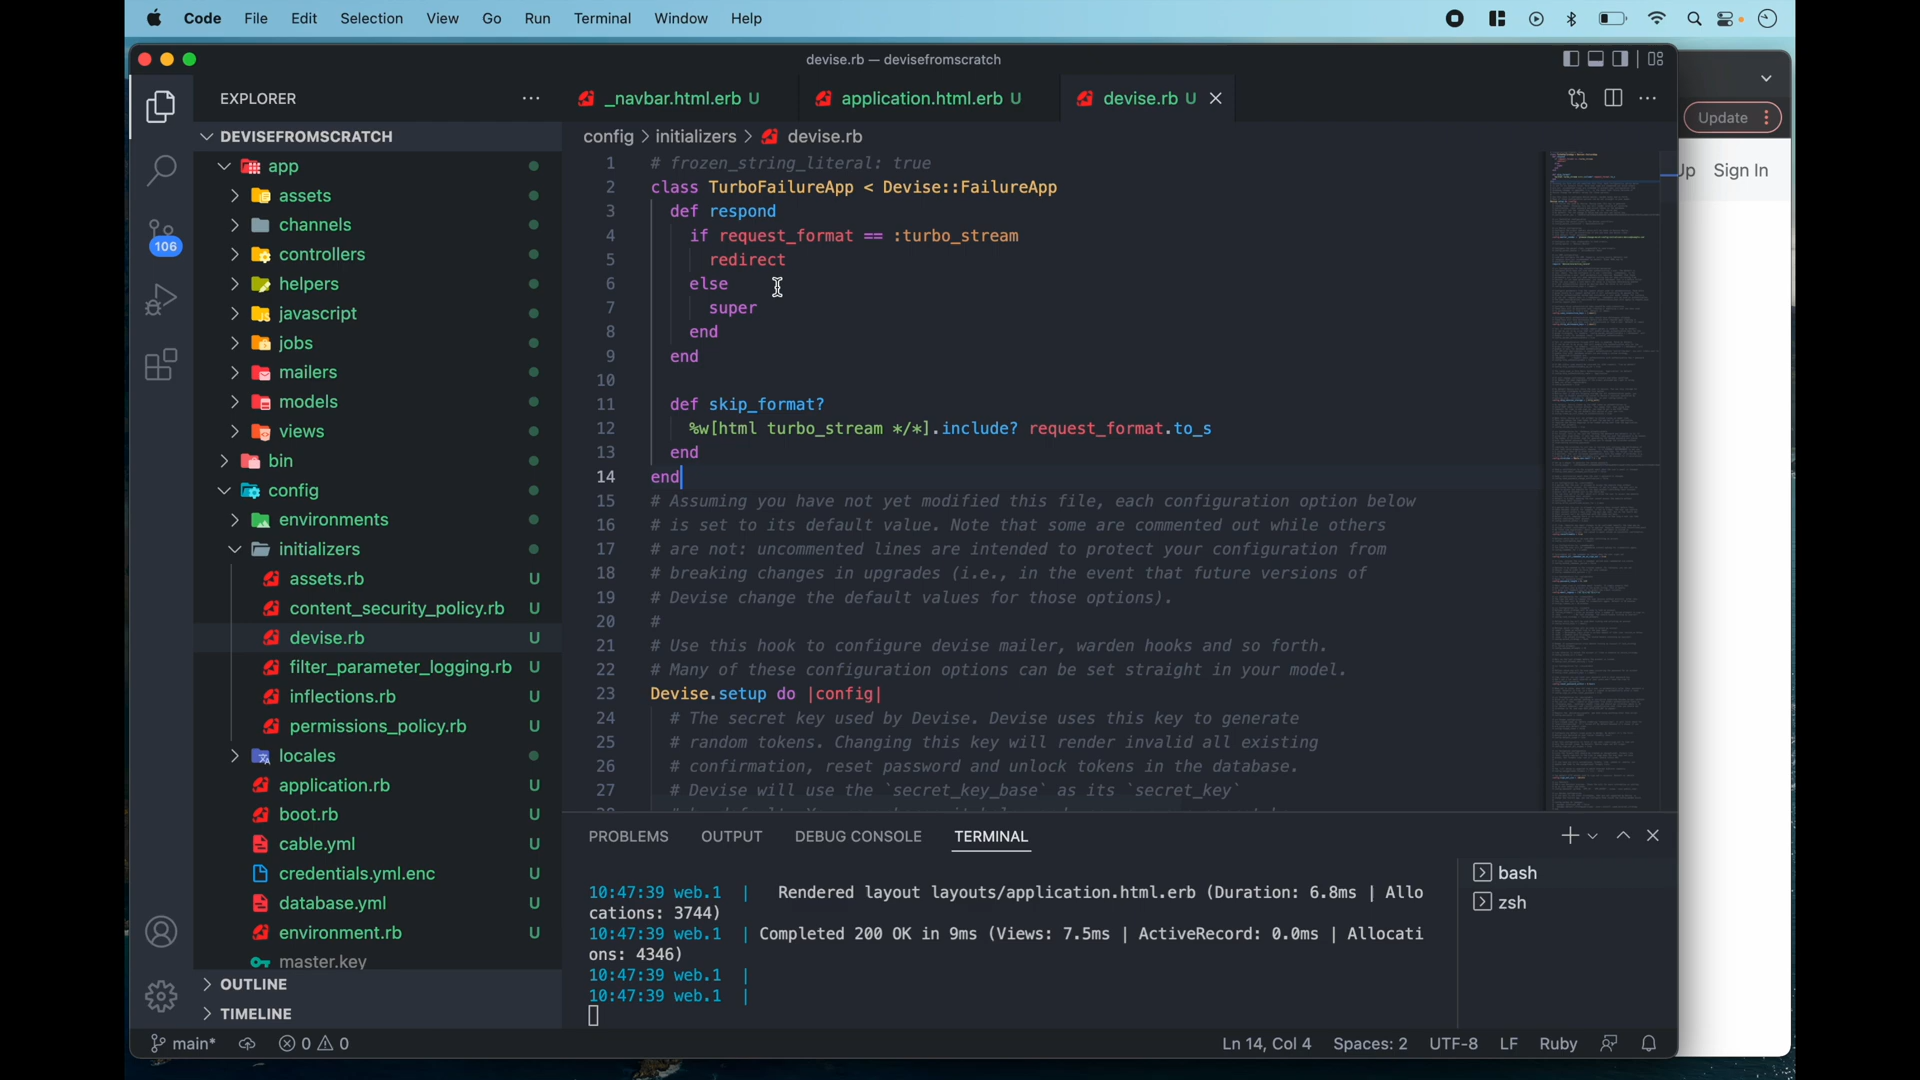 Code File Edit Selection View Go Run Terminal Window Help
devise.rb — devisefromscratch
EXPLORER
_navbar.html.erb U
application.html.erb U
devise.rb U
Update
DEVISEFROMSCRATCH
config > initializers > devise.rb
Up Sign In
app
assets
channels
controllers
helpers
javascript
jobs
mailers
models
views
bin
config
environments
initializers
assets.rb U
content_security_policy.rb U
devise.rb U
filter_parameter_logging.rb U
inflections.rb U
permissions_policy.rb U
locales
application.rb U
boot.rb U
cable.yml U
credentials.yml.enc U
database.yml U
environment.rb U
master.key
OUTLINE
TIMELINE
106
1 # frozen_string_literal: true
2 class TurboFailureApp < Devise::FailureApp
3 def respond
4 if request_format == :turbo_stream
5 redirect
6 else
7 super
8 end
9 end
10
11 def skip_format?
12 %w[html turbo_stream */*].include? request_format.to_s
13 end
14 end
15 # Assuming you have not yet modified this file, each configuration option below
16 # is set to its default value. Note that some are commented out while others
17 # are not: uncommented lines are intended to protect your configuration from
18 # breaking changes in upgrades (i.e., in the event that future versions of
19 # Devise change the default values for those options).
20 #
21 # Use this hook to configure devise mailer, warden hooks and so forth.
22 # Many of these configuration options can be set straight in your model.
23 Devise.setup do |config|
24 # The secret key used by Devise. Devise uses this key to generate
25 # random tokens. Changing this key will render invalid all existing
26 # confirmation, reset password and unlock tokens in the database.
27 # Devise will use the `secret_key_base` as its `secret_key`
PROBLEMS OUTPUT DEBUG CONSOLE TERMINAL
10:47:39 web.1 | Rendered layout layouts/application.html.erb (Duration: 6.8ms | Allo
cations: 3744)
10:47:39 web.1 | Completed 200 OK in 9ms (Views: 7.5ms | ActiveRecord: 0.0ms | Allocati
ons: 4346)
10:47:39 web.1 |
10:47:39 web.1 |
bash
zsh
main* 0 0
Ln 14, Col 4 Spaces: 2 UTF-8 LF Ruby